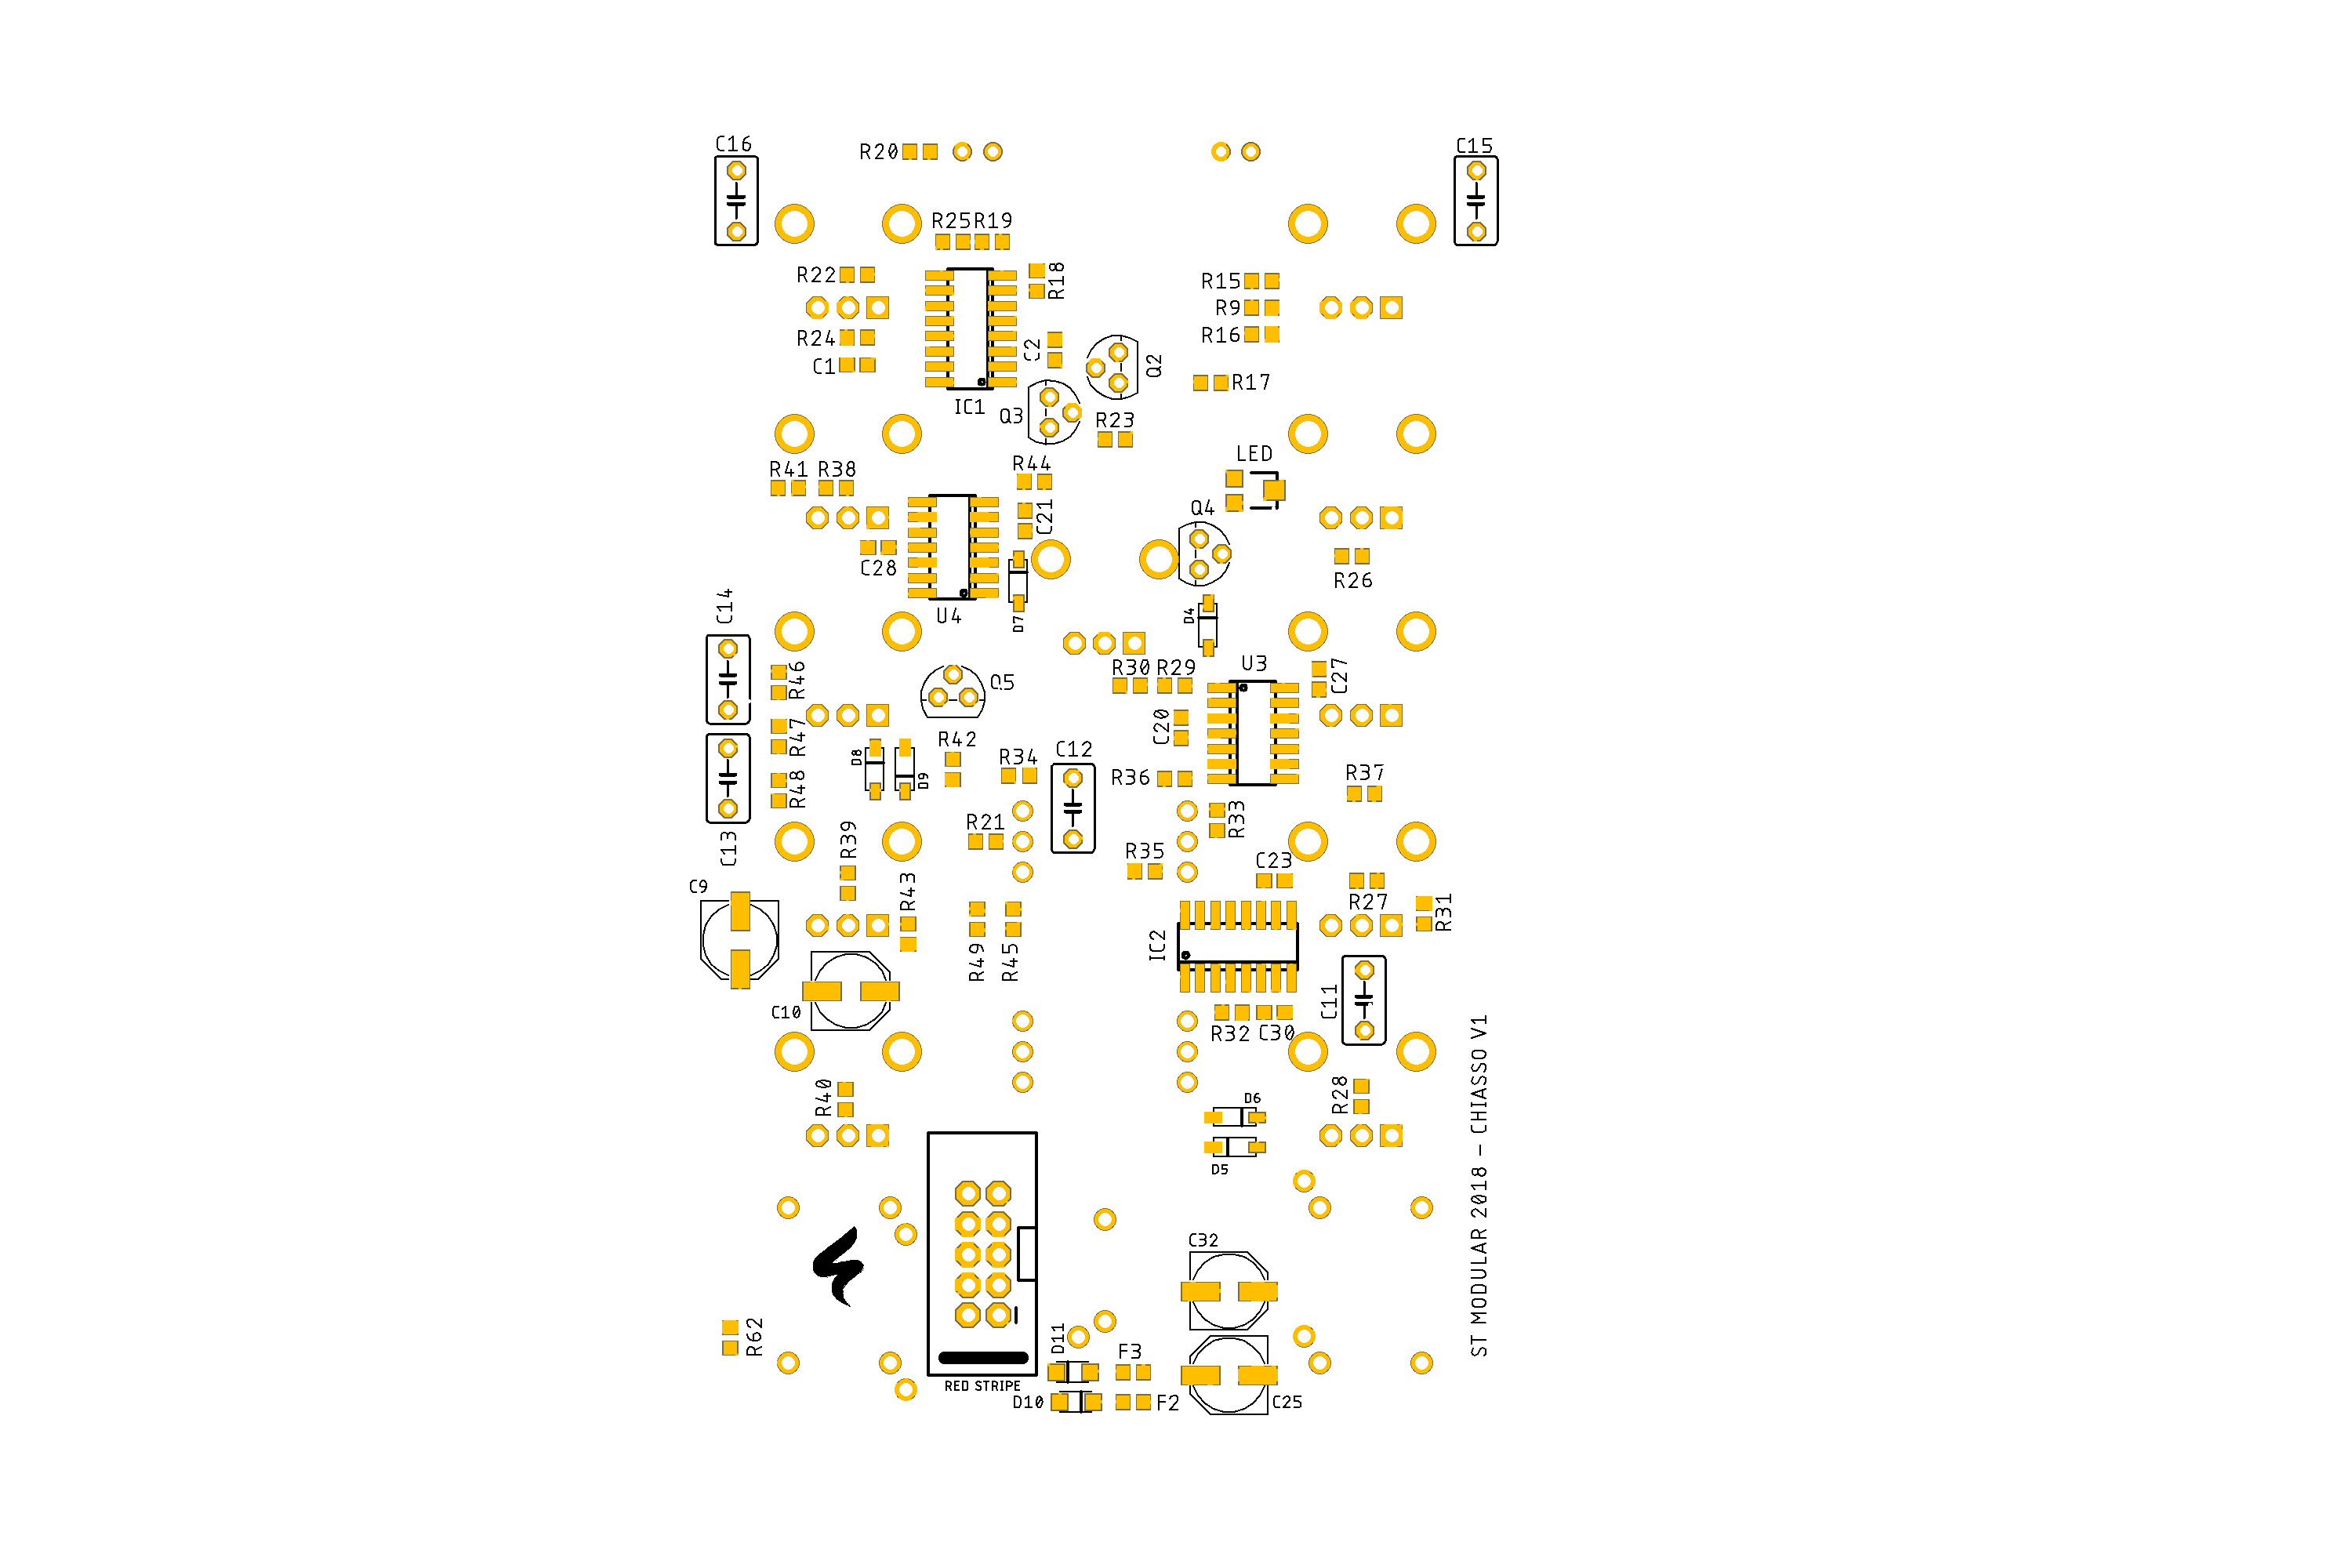 C16
C15
R20
R25
R19
R22
R18
R15
R9
R16
R24
C1
C2
Q2
R17
IC1
Q3
R23
LED
R44
R41
R38
C21
Q4
C28
R26
C14
U4
D7
D4
R30
R29
U3
C27
R46
Q5
C20
R47
R42
C12
D8
D9
R34
R36
R37
R48
R33
C13
R39
R21
R35
C23
C9
R43
R27
R31
R49
R45
IC2
C10
C11
R32
C30
R40
R28
D6
D5
ST MODULAR 2018 – CHIASSO V1
C32
R62
D11
F3
RED STRIPE
D10
F2
C25